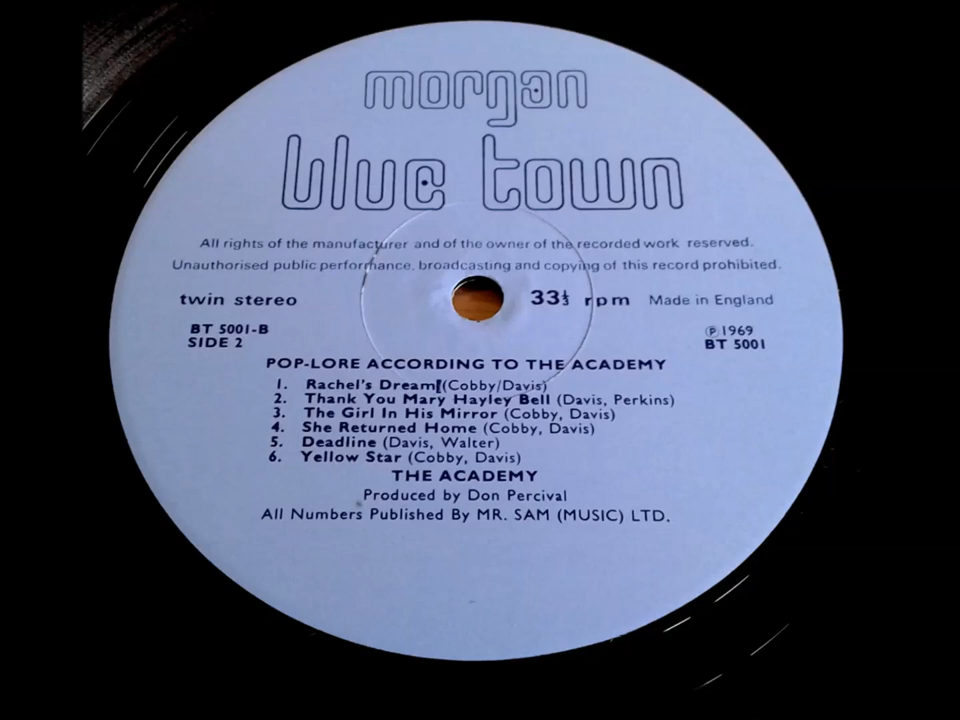 morgan
blue town
All rights of the manufacturer and of the owner of the recorded work reserved.
Unauthorised public performance, broadcasting and copying of this record prohibited.
twin stereo 33⅓ rpm Made in England
BT 5001-B ℗ 1969
SIDE 2 BT 5001
POP-LORE ACCORDING TO THE ACADEMY
1. Rachel's Dream (Cobby/Davis)
2. Thank You Mary Hayley Bell (Davis, Perkins)
3. The Girl In His Mirror (Cobby, Davis)
4. She Returned Home (Cobby, Davis)
5. Deadline (Davis, Walter)
6. Yellow Star (Cobby, Davis)
THE ACADEMY
Produced by Don Percival
All Numbers Published By MR. SAM (MUSIC) LTD.